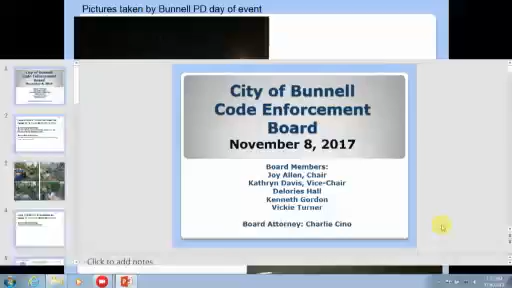 Pictures taken by Bunnell PD day of event
City of Bunnell
Code Enforcement
Board
November 8, 2017
Board Members:
Joy Allen, Chair
Kathryn Davis, Vice-Chair
Delories Hall
Kenneth Gordon
Vickie Turner
Board Attorney: Charlie Cino
Click to add notes